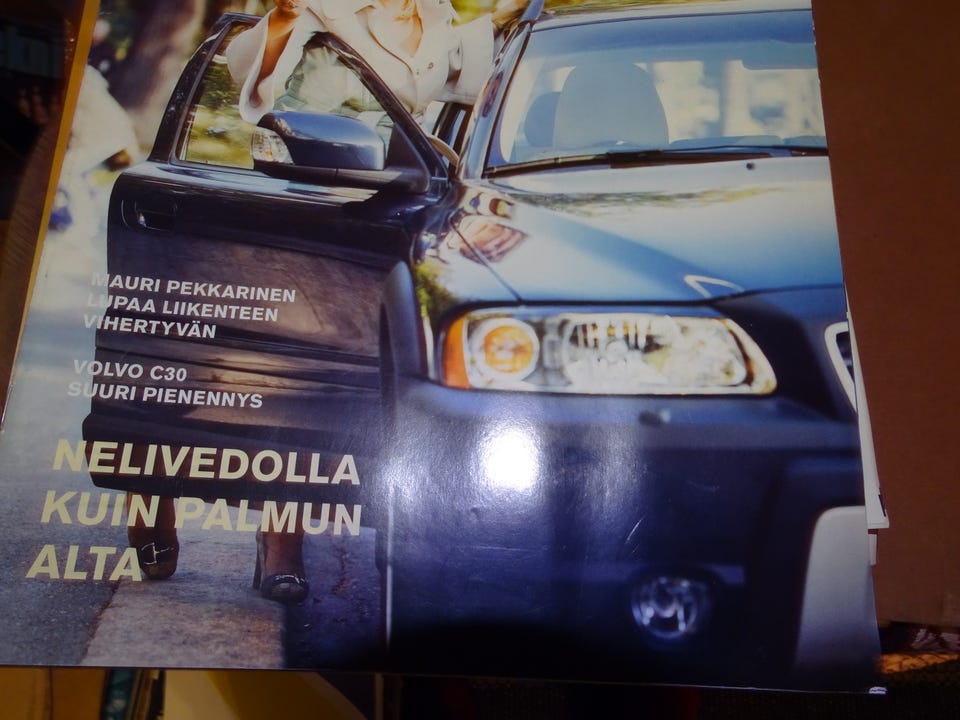 MAURI PEKKARINEN
LUPAA LIIKENTEEN
VIHERTYVÄN
VOLVO C30
SUURI PIENENNYS
NELIVEDOLLA
KUIN PALMUN
ALTA